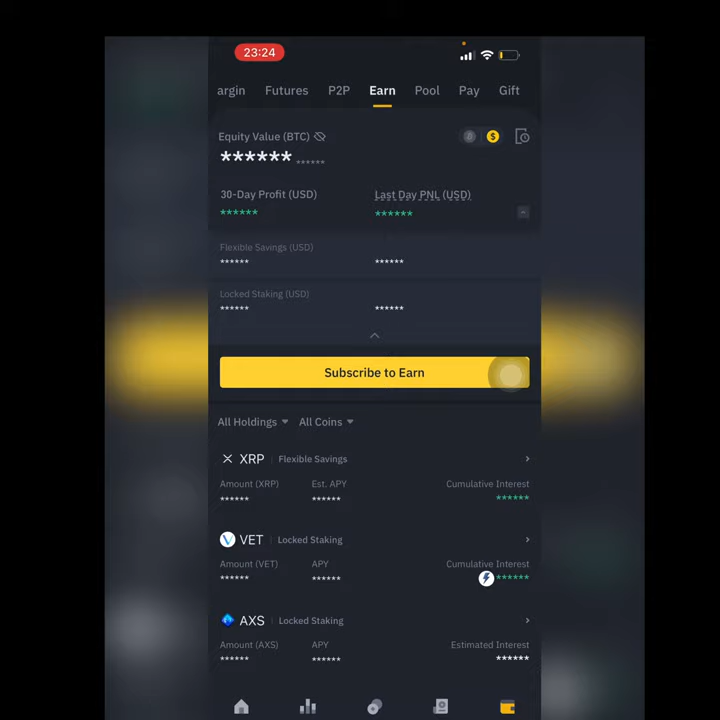 23:24
argin Futures P2P Earn Pool Pay Gift
Equity Value (BTC)
****** ******
30-Day Profit (USD) Last Day PNL (USD)
****** ******
Flexible Savings (USD)
****** ******
Locked Staking (USD)
****** ******
Subscribe to Earn
All Holdings All Coins
XRP Flexible Savings
Amount (XRP) Est. APY Cumulative Interest
****** ****** ******
VET Locked Staking
Amount (VET) APY Cumulative Interest
****** ****** ******
AXS Locked Staking
Amount (AXS) APY Estimated Interest
****** ****** ******